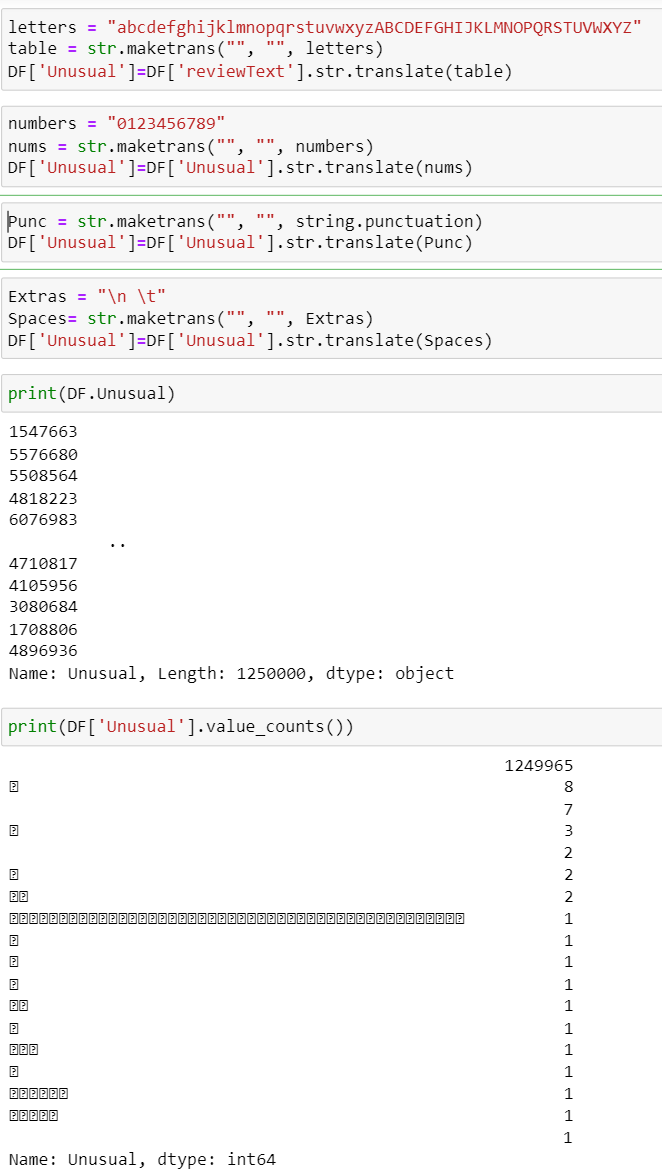 letters = "abcdefghijklmnopqrstuvwxyzABCDEFGHIJKLMNOPQRSTUVWXYZ"
table = str.maketrans("", "", letters)
DF['Unusual']=DF['reviewText'].str.translate(table)
numbers = "0123456789"
nums = str.maketrans("", "", numbers)
DF['Unusual']=DF['Unusual'].str.translate(nums)
Punc = str.maketrans("", "", string.punctuation)
DF['Unusual']=DF['Unusual'].str.translate(Punc)
Extras = "\n \t"
Spaces= str.maketrans("", "", Extras)
DF['Unusual']=DF['Unusual'].str.translate(Spaces)
print(DF.Unusual)
1547663
5576680
5508564
4818223
6076983
..
4710817
4105956
3080684
1708806
4896936
Name: Unusual, Length: 1250000, dtype: object
print(DF['Unusual'].value_counts())
1249965
8
7
3
2
2
2
1
1
1
1
1
1
1
1
1
1
1
Name: Unusual, dtype: int64